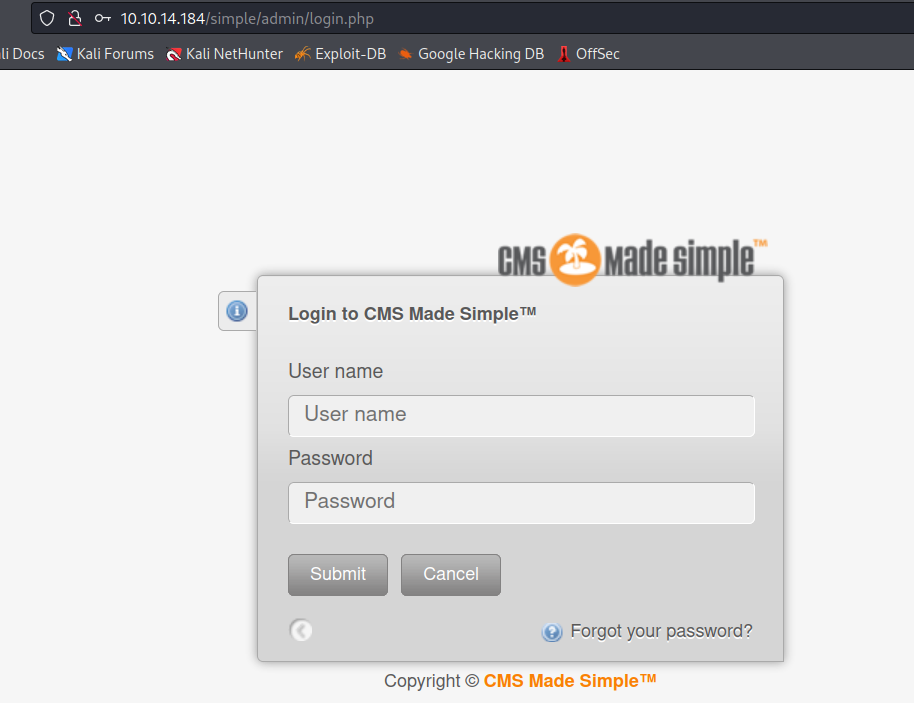 10.10.14.184/simple/admin/login.php
li Docs Kali Forums Kali NetHunter Exploit-DB Google Hacking DB OffSec
CMS Made simple™
Login to CMS Made Simple™
User name
User name
Password
Password
Submit Cancel
Forgot your password?
Copyright © CMS Made Simple™